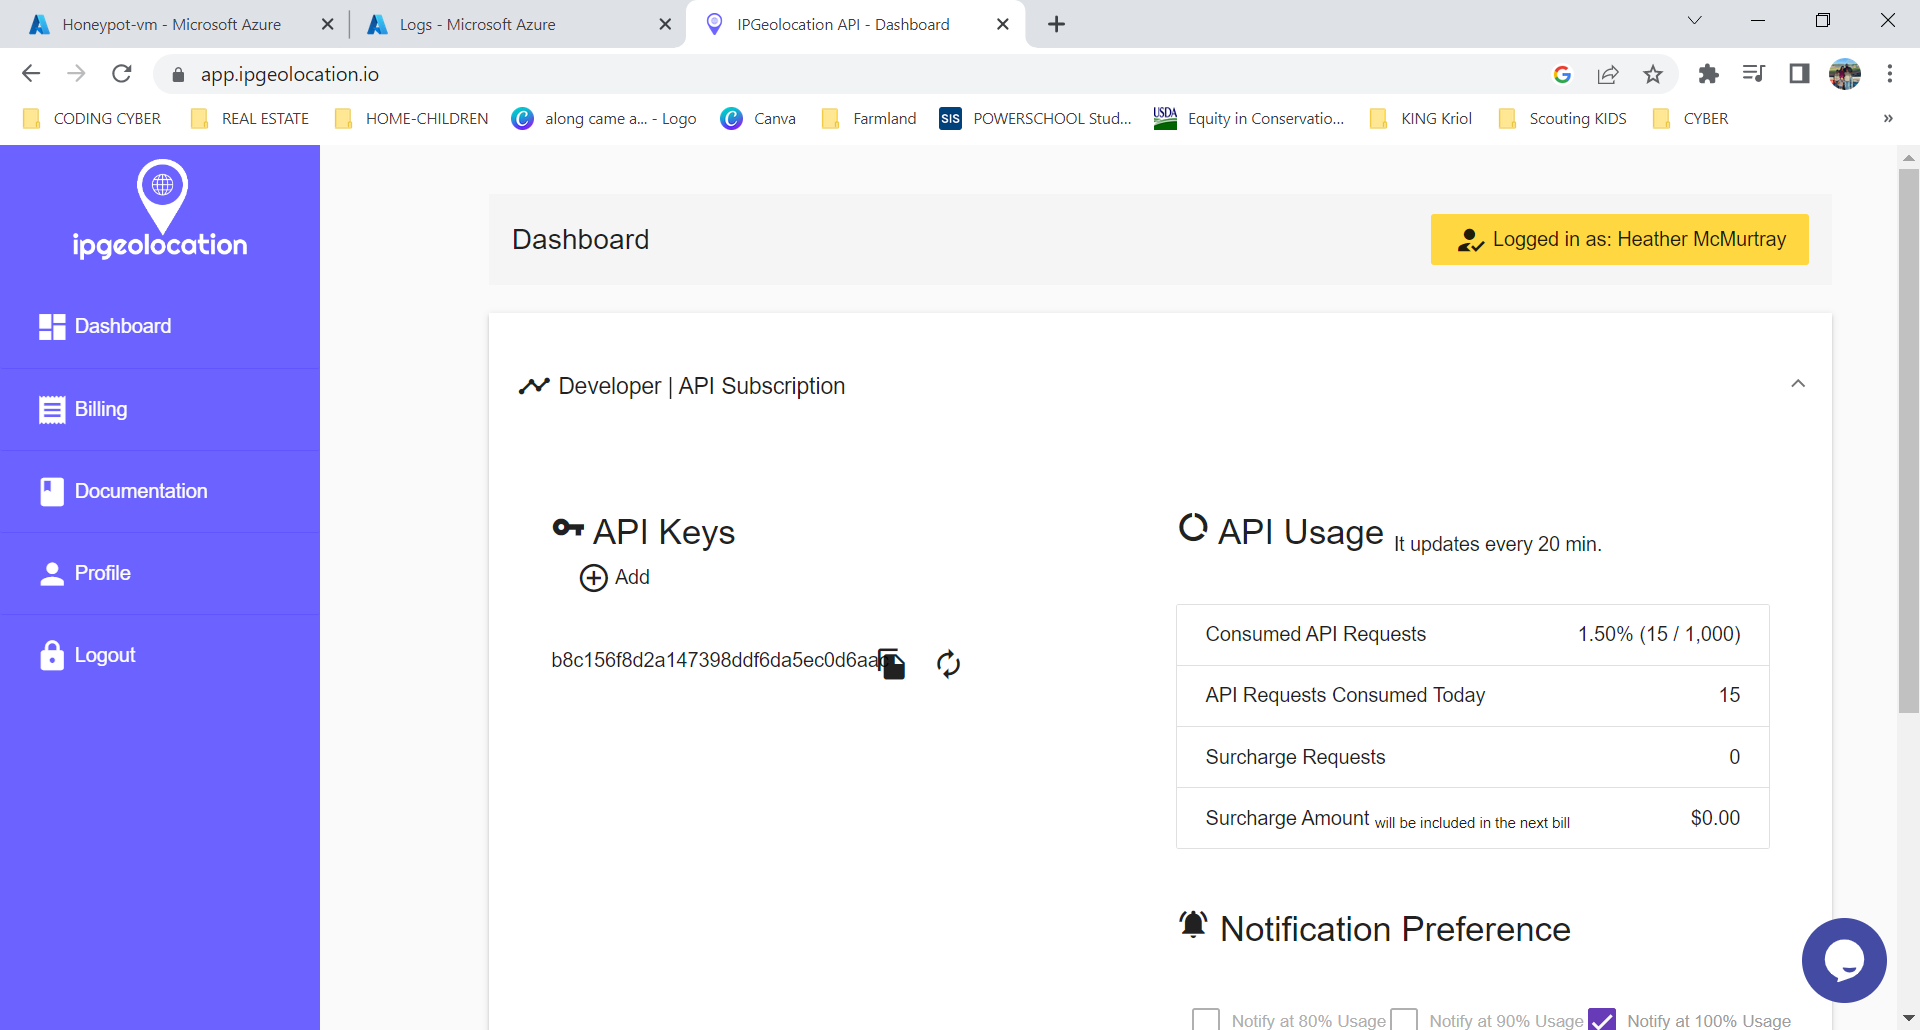 Honeypot-vm - Microsoft Azure
Logs - Microsoft Azure
IPGeolocation API - Dashboard
app.ipgeolocation.io
CODING CYBER
REAL ESTATE
HOME-CHILDREN
along came a... - Logo
Canva
Farmland
SIS
POWERSCHOOL Stud...
USDA
Equity in Conservatio...
KING Kriol
Scouting KIDS
CYBER
»
ipgeolocation
Dashboard
Billing
Documentation
Profile
Logout
Dashboard
Logged in as: Heather McMurtray
Developer | API Subscription
API Keys
Add
b8c156f8d2a147398ddf6da5ec0d6aac
API Usage It updates every 20 min.
Consumed API Requests 1.50% (15 / 1,000)
API Requests Consumed Today 15
Surcharge Requests 0
Surcharge Amount will be included in the next bill $0.00
Notification Preference
Notify at 80% Usage
Notify at 90% Usage
Notify at 100% Usage